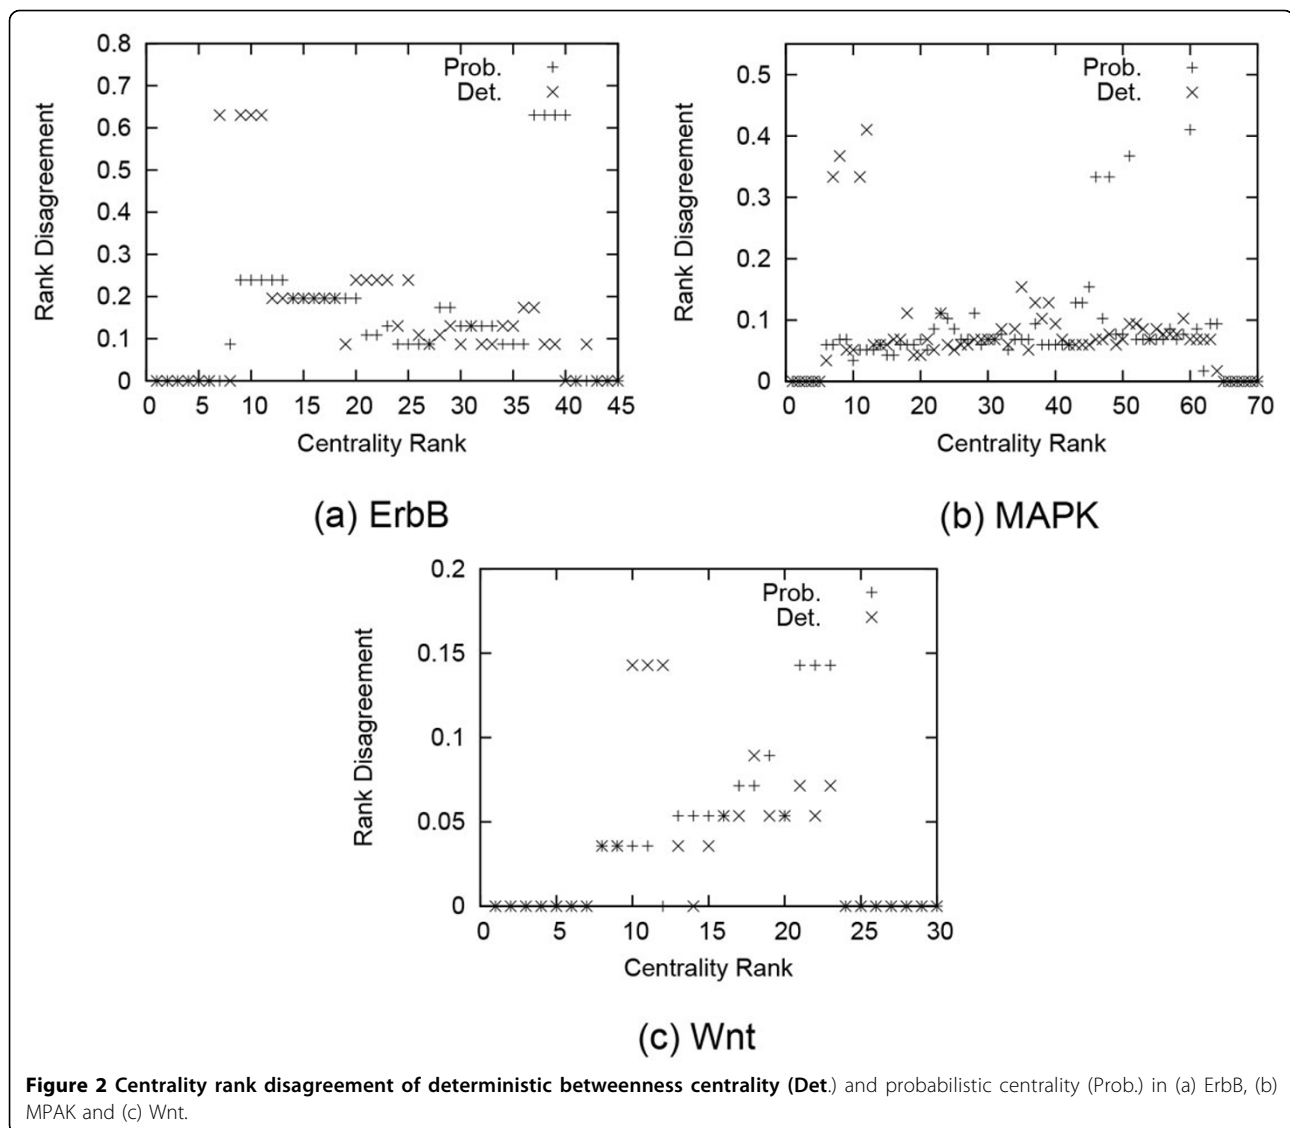 0.8
0.7
0.6
0.5
0.4
0.3
0.2
0.1
0
Rank Disagreement
Prob.
Det.
0 5 10 15 20 25 30 35 40 45
Centrality Rank
(a) ErbB
0.5
0.4
0.3
0.2
0.1
0
Rank Disagreement
Prob.
Det.
0 10 20 30 40 50 60 70
Centrality Rank
(b) MAPK
0.2
0.15
0.1
0.05
0
Rank Disagreement
Prob.
Det.
0 5 10 15 20 25 30
Centrality Rank
(c) Wnt
Figure 2 Centrality rank disagreement of deterministic betweenness centrality (Det.) and probabilistic centrality (Prob.) in (a) ErbB, (b)
MPAK and (c) Wnt.